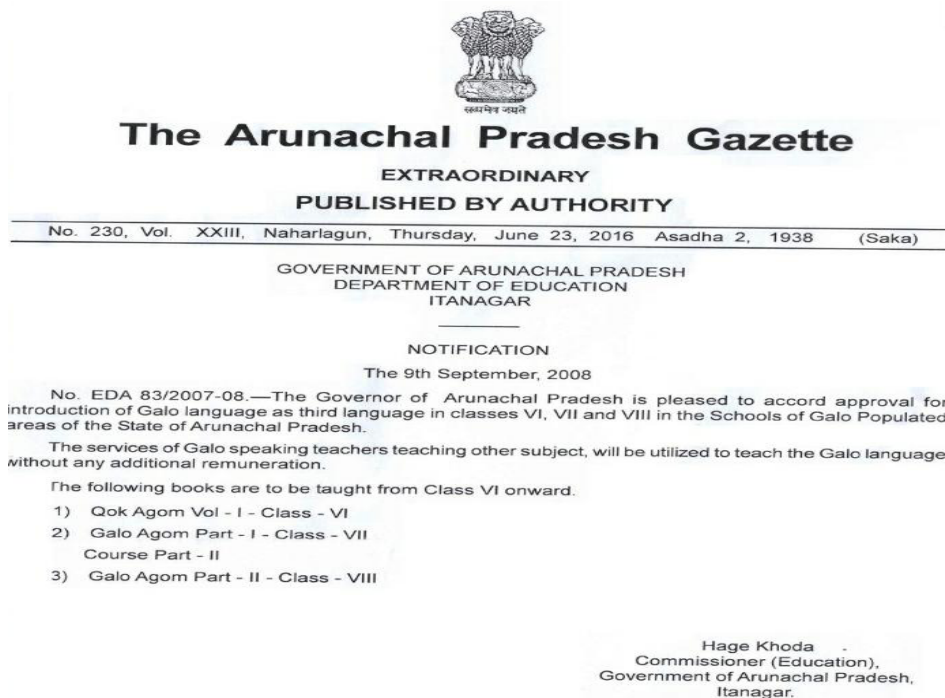 सत्यमेव जयते
The Arunachal Pradesh Gazette
EXTRAORDINARY
PUBLISHED BY AUTHORITY
No. 230, Vol. XXIII, Naharlagun, Thursday, June 23, 2016 Asadha 2, 1938 (Saka)
GOVERNMENT OF ARUNACHAL PRADESH
DEPARTMENT OF EDUCATION
ITANAGAR
NOTIFICATION
The 9th September, 2008
No. EDA 83/2007-08.—The Governor of Arunachal Pradesh is pleased to accord approval for
introduction of Galo language as third language in classes VI, VII and VIII in the Schools of Galo Populated
areas of the State of Arunachal Pradesh.
The services of Galo speaking teachers teaching other subject, will be utilized to teach the Galo language
without any additional remuneration.
The following books are to be taught from Class VI onward.
1) Qok Agom Vol - I - Class - VI
2) Galo Agom Part - I - Class - VII
Course Part - II
3) Galo Agom Part - II - Class - VIII
Hage Khoda
Commissioner (Education),
Government of Arunachal Pradesh,
Itanagar.